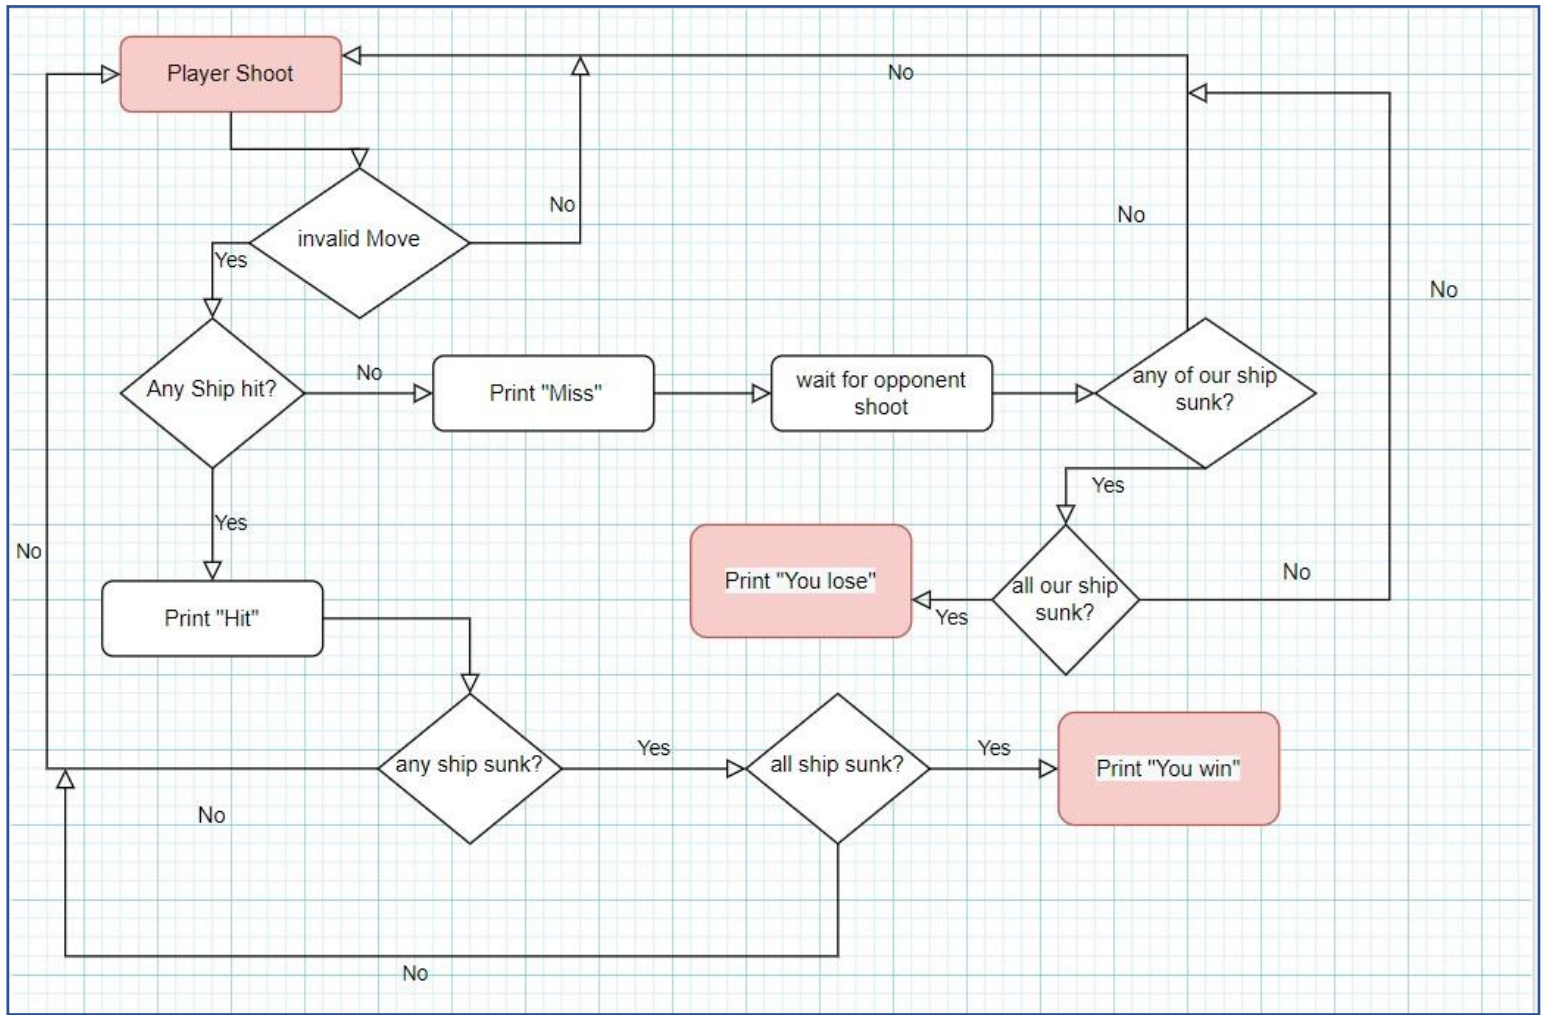 Player Shoot
No
No
No
invalid Move
Yes
No
Any Ship hit?
No
Print "Miss"
wait for opponent
shoot
any of our ship
sunk?
Yes
Yes
No
Print "You lose"
Yes
all our ship
sunk?
No
Print "Hit"
any ship sunk?
Yes
all ship sunk?
Yes
Print "You win"
No
No